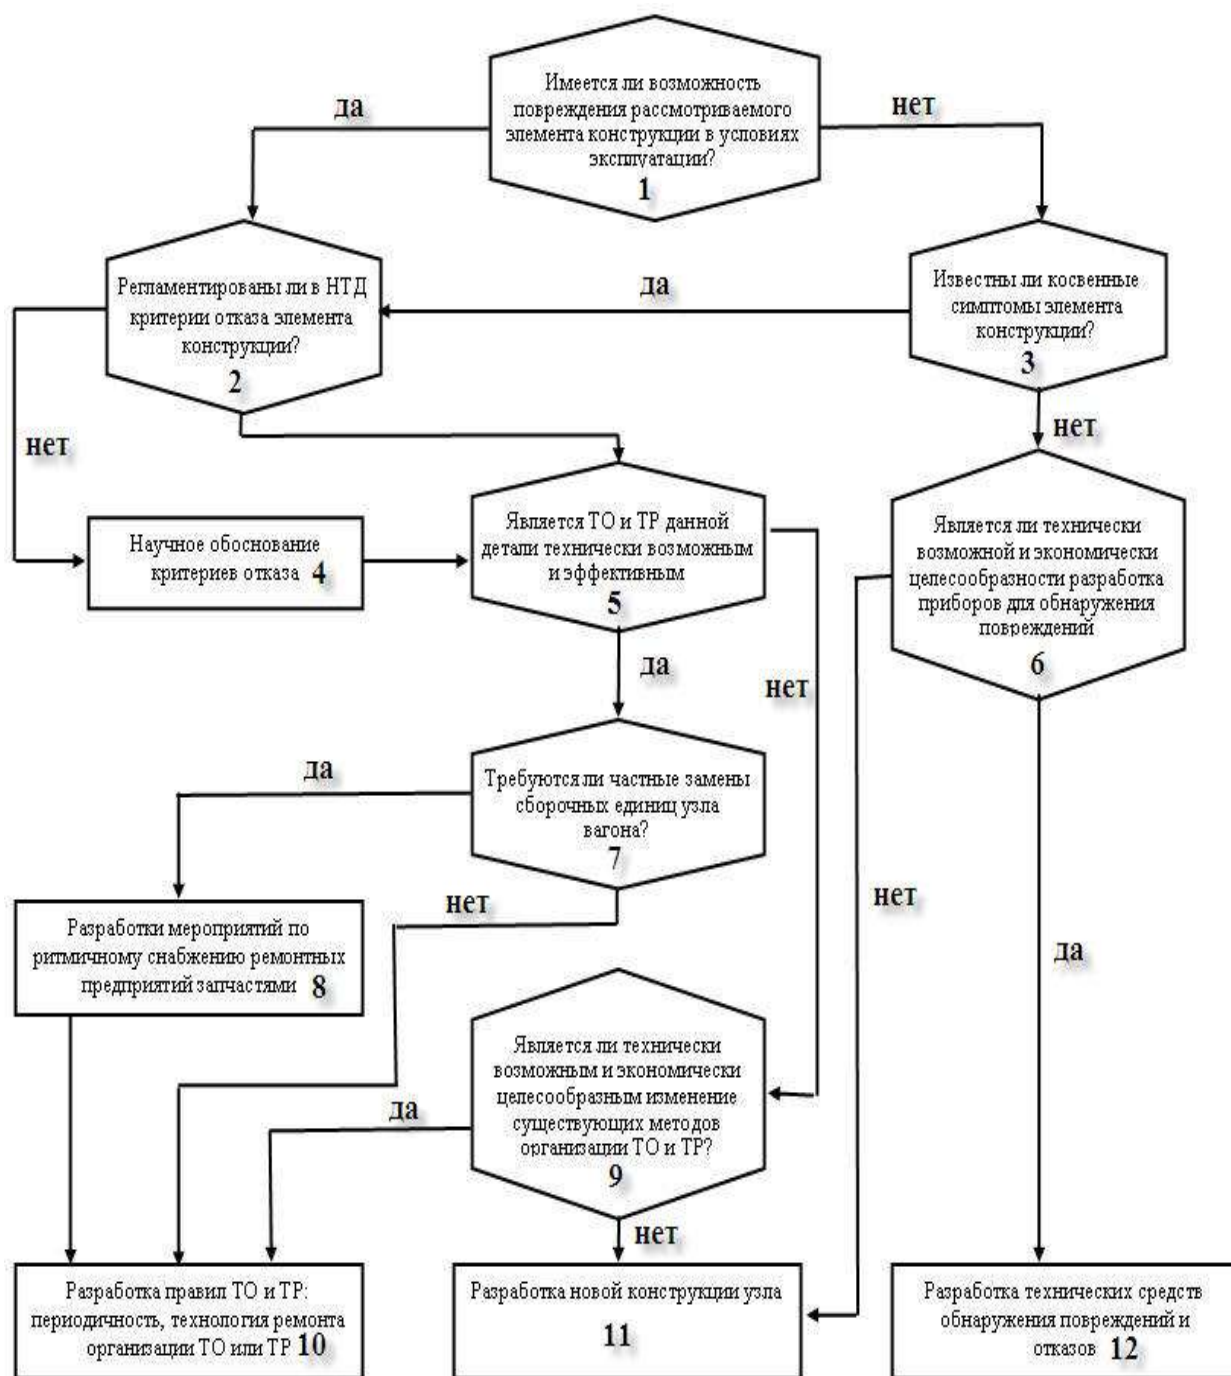 Имеется ли возможность
повреждения рассмотриваемого
элемента конструкции в условиях
эксплуатации?
1
да
нет
Регламентированы ли в НТД
критерии отказа элемента
конструкции?
2
да
Известны ли косвенные
симптомы элемента
конструкции?
3
нет
нет
Научное обоснование
критериев отказа 4
Является ТО и ТР данной
детали технически возможным
и эффективным
5
Является ли технически
возможной и экономически
целесообразности разработка
приборов для обнаружения
повреждений
6
да
нет
да
Требуются ли частные замены
сборочных единиц узла
вагона?
7
нет
нет
да
Разработки мероприятий по
ритмичному снабжению ремонтных
предприятий запчастями 8
Является ли технически
возможным и экономически
целесообразным изменение
существующих методов
организации ТО и ТР?
9
да
нет
Разработка правил ТО и ТР:
периодичность, технология ремонта
организации ТО или ТР 10
Разработка новой конструкции узла
11
Разработка технических средств
обнаружения повреждений и
отказов 12